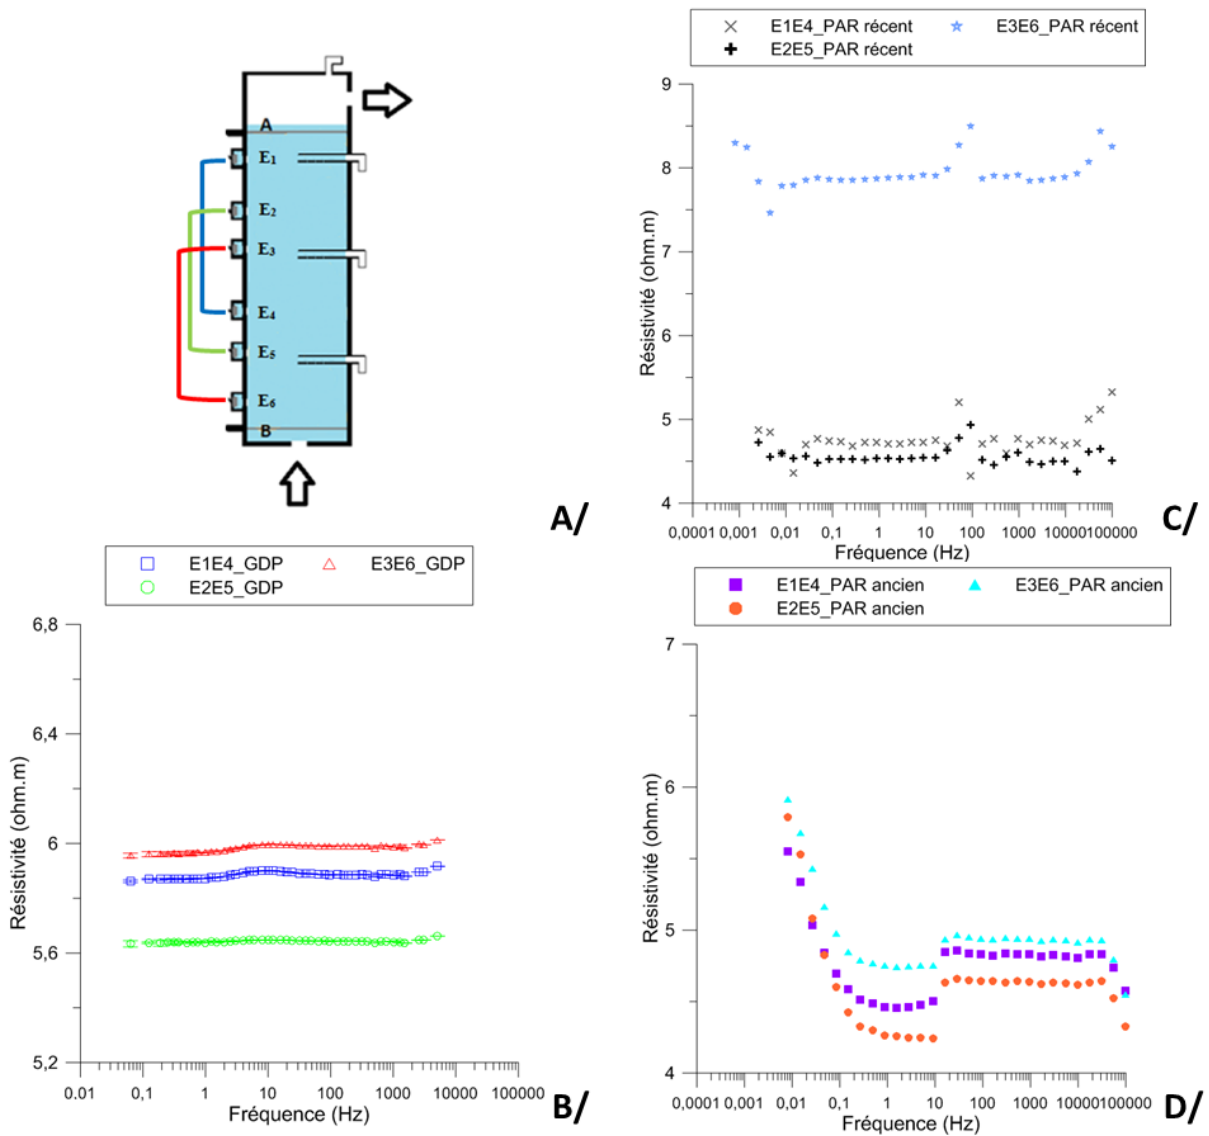 A
E1
E2
E3
E4
E5
E6
B
A/
E1E4_PAR récent
E3E6_PAR récent
E2E5_PAR récent
9
8
7
6
5
4
Résistivité (ohm.m)
0,0001 0,001 0,01 0,1 1 10 100 1000 10000 100000
Fréquence (Hz)
C/
E1E4_GDP
E3E6_GDP
E2E5_GDP
6,8
6,4
6
5,6
5,2
Résistivité (ohm.m)
0,01 0,1 1 10 100 1000 10000 100000
Fréquence (Hz)
B/
E1E4_PAR ancien
E3E6_PAR ancien
E2E5_PAR ancien
7
6
5
4
Résistivité (ohm.m)
0,0001 0,001 0,01 0,1 1 10 100 1000 10000 100000
Fréquence (Hz)
D/